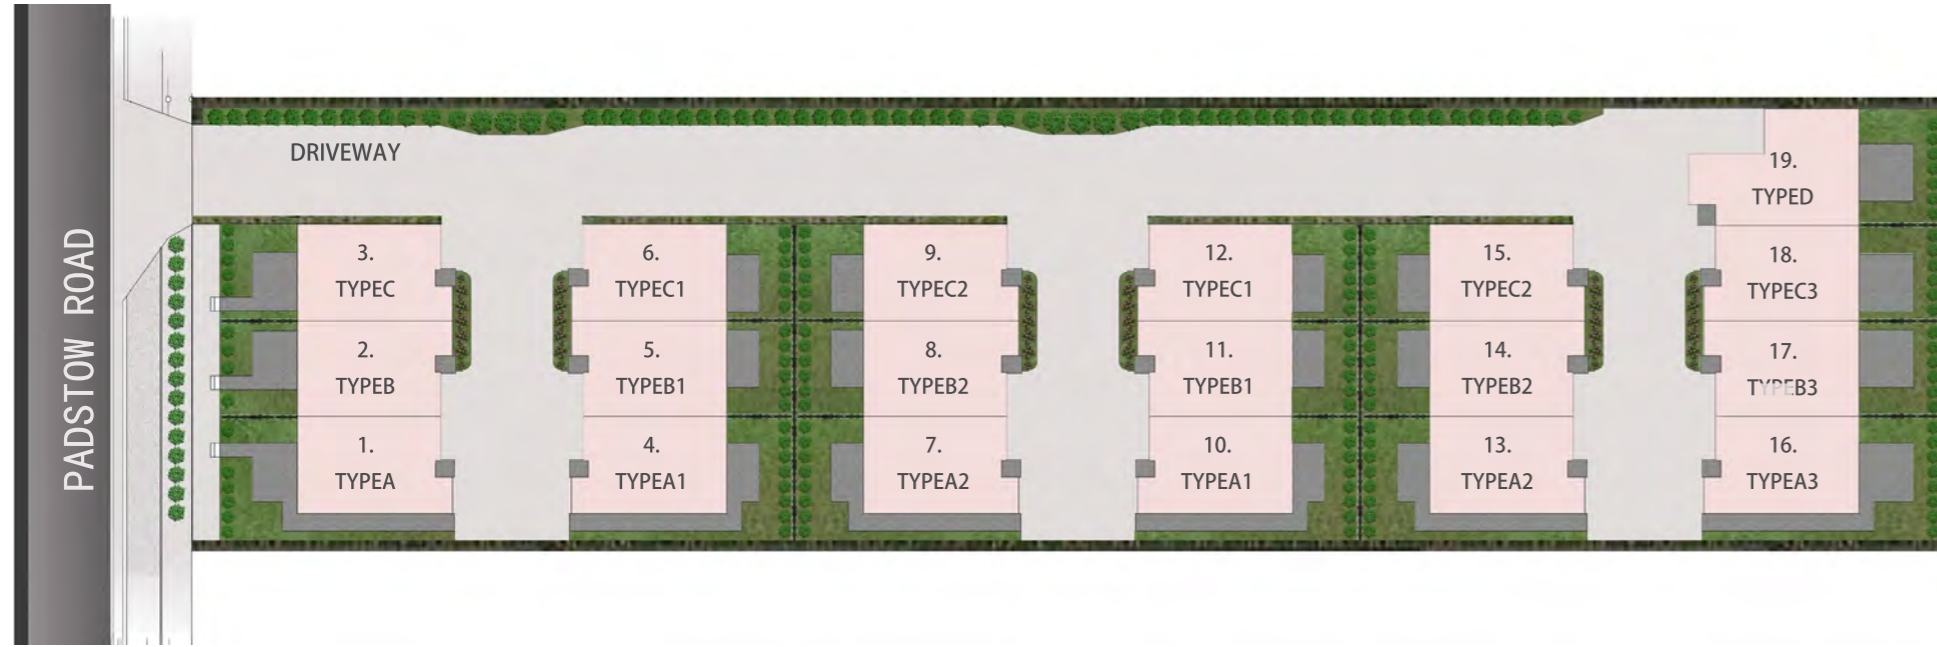 PADSTOW ROAD
DRIVEWAY
19.
TYPED
3.
TYPEC
6.
TYPEC1
9.
TYPEC2
12.
TYPEC1
15.
TYPEC2
18.
TYPEC3
2.
TYPEB
5.
TYPEB1
8.
TYPEB2
11.
TYPEB1
14.
TYPEB2
17.
TYPEB3
1.
TYPEA
4.
TYPEA1
7.
TYPEA2
10.
TYPEA1
13.
TYPEA2
16.
TYPEA3